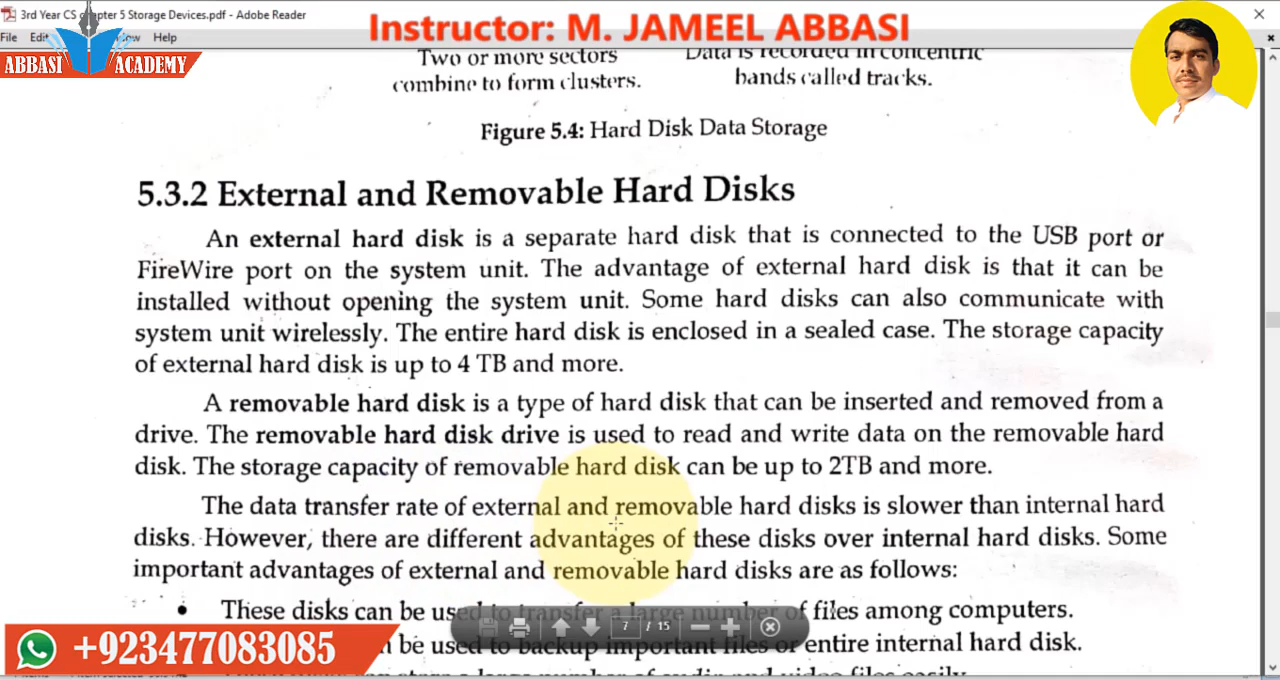 3rd Year CS Chapter 5 Storage Devices.pdf - Adobe Reader
Instructor: M. JAMEEL ABBASI
File Edit Window Help
ABBASI ACADEMY
Two or more sectors
combine to form clusters.
Data is recorded in concentric
bands called tracks.
Figure 5.4: Hard Disk Data Storage
5.3.2 External and Removable Hard Disks
An external hard disk is a separate hard disk that is connected to the USB port or
FireWire port on the system unit. The advantage of external hard disk is that it can be
installed without opening the system unit. Some hard disks can also communicate with
system unit wirelessly. The entire hard disk is enclosed in a sealed case. The storage capacity
of external hard disk is up to 4 TB and more.
A removable hard disk is a type of hard disk that can be inserted and removed from a
drive. The removable hard disk drive is used to read and write data on the removable hard
disk. The storage capacity of removable hard disk can be up to 2TB and more.
The data transfer rate of external and removable hard disks is slower than internal hard
disks. However, there are different advantages of these disks over internal hard disks. Some
important advantages of external and removable hard disks are as follows:
• These disks can be used to transfer a large number of files among computers.
be used to backup important files or entire internal hard disk.
number of audio and video files easily.
7 / 15
+923477083085